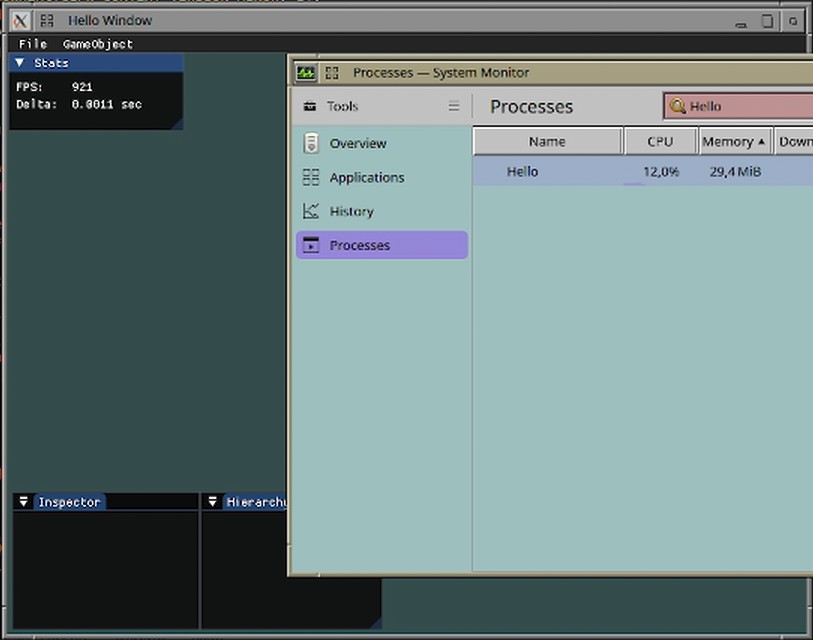 Hello Window
File GameObject
Stats
FPS: 921
Delta: 0.0011 sec
Processes — System Monitor
Tools
Processes
Hello
Overview
Applications
History
Processes
Name CPU Memory Down
Hello 12,0% 29,4 MiB
Inspector
Hierarchy